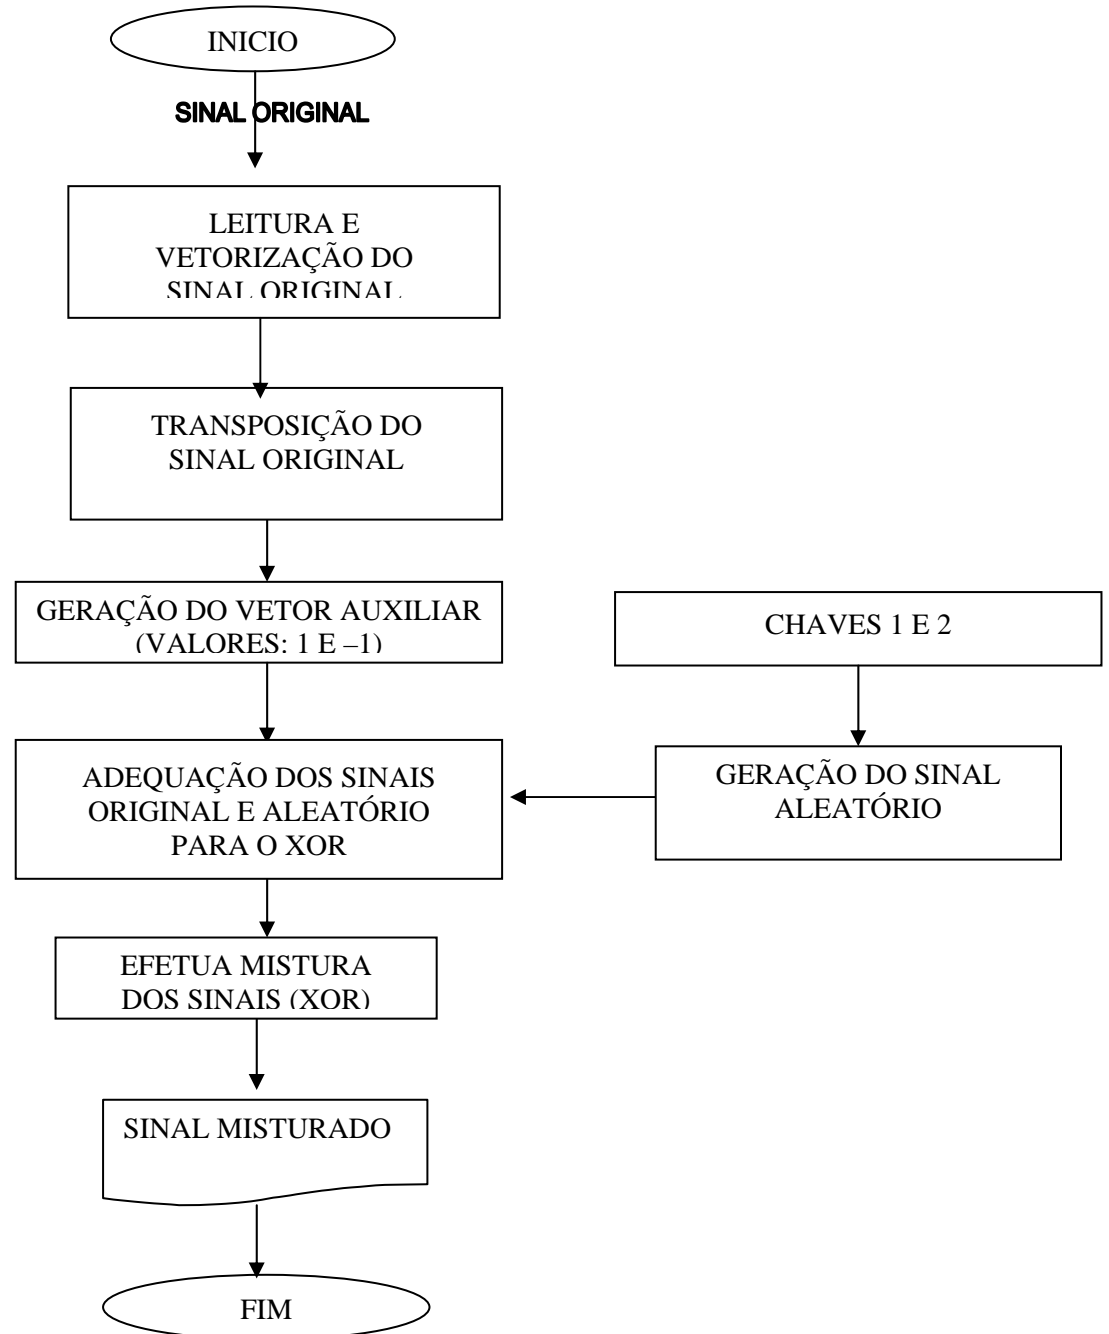 INICIO
SINAL ORIGINAL
LEITURA E
VETORIZAÇÃO DO
SINAL ORIGINAL
TRANSPOSIÇÃO DO
SINAL ORIGINAL
GERAÇÃO DO VETOR AUXILIAR
(VALORES: 1 E –1)
CHAVES 1 E 2
ADEQUAÇÃO DOS SINAIS
ORIGINAL E ALEATÓRIO
PARA O XOR
GERAÇÃO DO SINAL
ALEATÓRIO
EFETUA MISTURA
DOS SINAIS (XOR)
SINAL MISTURADO
FIM